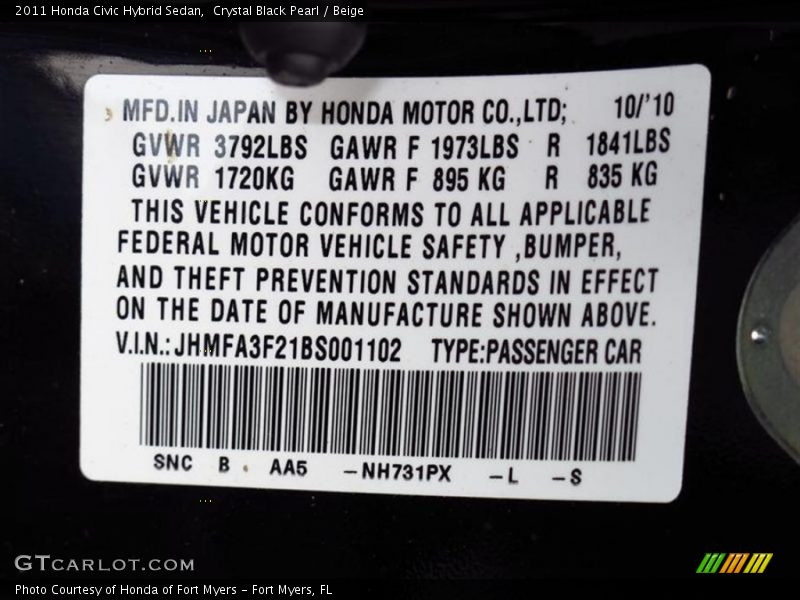 2011 Honda Civic Hybrid Sedan,  Crystal Black Pearl / Beige
MFD.IN JAPAN BY HONDA MOTOR CO.,LTD; 10/'10
GVWR 3792LBS GAWR F 1973LBS R 1841LBS
GVWR 1720KG GAWR F 895 KG R 835 KG
THIS VEHICLE CONFORMS TO ALL APPLICABLE
FEDERAL MOTOR VEHICLE SAFETY ,BUMPER,
AND THEFT PREVENTION STANDARDS IN EFFECT
ON THE DATE OF MANUFACTURE SHOWN ABOVE.
V.I.N.: JHMFA3F21BS001102 TYPE:PASSENGER CAR
SNC B AA5 –NH731PX –L –S
GTCARLOT.COM
Photo Courtesy of Honda of Fort Myers – Fort Myers, FL